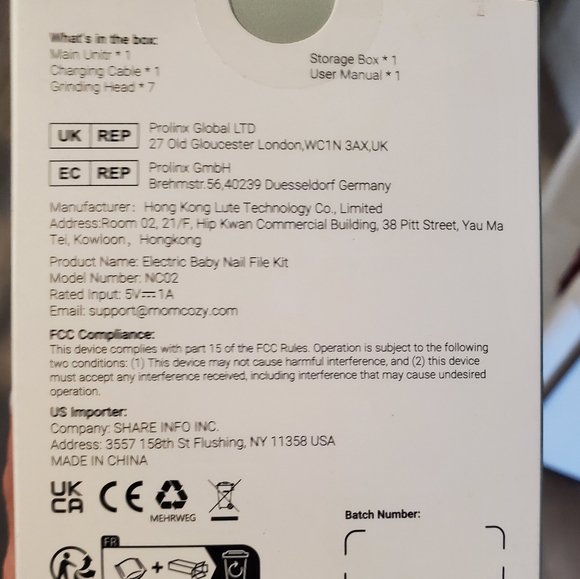 What's in the box:
Main Unitr * 1
Charging Cable * 1
Grinding Head * 7
Storage Box * 1
User Manual * 1
UK REP
Prolinx Global LTD
27 Old Gloucester London,WC1N 3AX,UK
EC REP
Prolinx GmbH
Brehmstr.56,40239 Duesseldorf Germany
Manufacturer: Hong Kong Lute Technology Co., Limited
Address:Room 02, 21/F, Hip Kwan Commercial Building, 38 Pitt Street, Yau Ma
Tei, Kowloon, Hongkong
Product Name: Electric Baby Nail File Kit
Model Number: NC02
Rated Input: 5V⎓1A
Email: support@momcozy.com
FCC Compliance:
This device complies with part 15 of the FCC Rules. Operation is subject to the following
two conditions: (1) This device may not cause harmful interference, and (2) this device
must accept any interference received, including interference that may cause undesired
operation.
US Importer:
Company: SHARE INFO INC.
Address: 3557 158th St Flushing, NY 11358 USA
MADE IN CHINA
UK
CA
CE
MEHRWEG
Batch Number:
FR
+